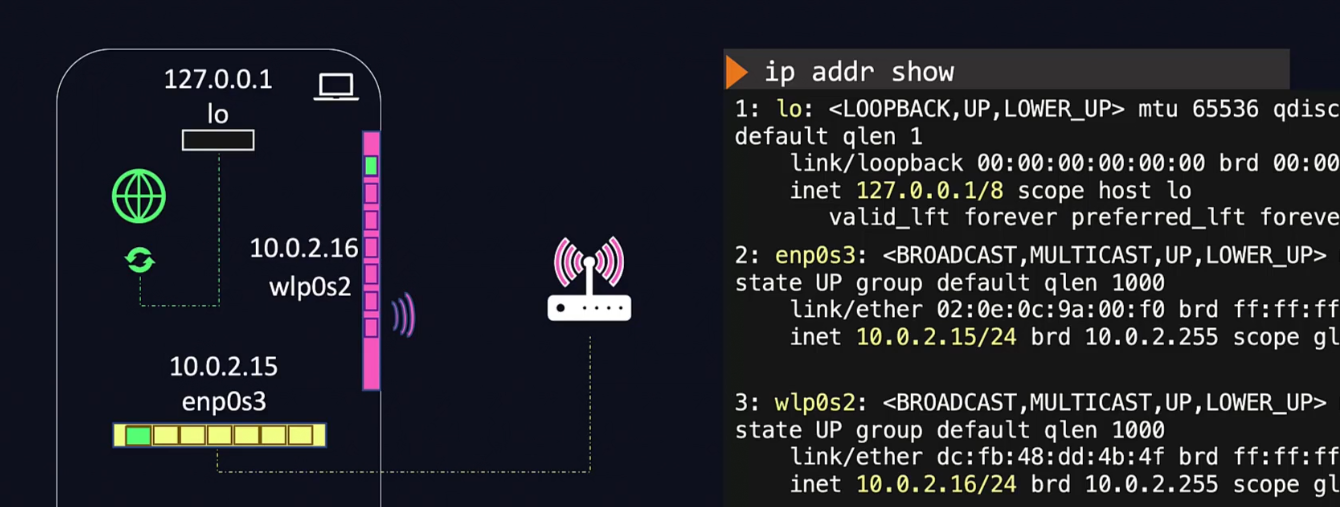 127.0.0.1
lo
10.0.2.16
wlp0s2
10.0.2.15
enp0s3
ip addr show
1: lo: <LOOPBACK,UP,LOWER_UP> mtu 65536 qdisc
default qlen 1
link/loopback 00:00:00:00:00:00 brd 00:00
inet 127.0.0.1/8 scope host lo
valid_lft forever preferred_lft foreve
2: enp0s3: <BROADCAST,MULTICAST,UP,LOWER_UP>
state UP group default qlen 1000
link/ether 02:0e:0c:9a:00:f0 brd ff:ff:ff
inet 10.0.2.15/24 brd 10.0.2.255 scope gl
3: wlp0s2: <BROADCAST,MULTICAST,UP,LOWER_UP>
state UP group default qlen 1000
link/ether dc:fb:48:dd:4b:4f brd ff:ff:ff
inet 10.0.2.16/24 brd 10.0.2.255 scope gl